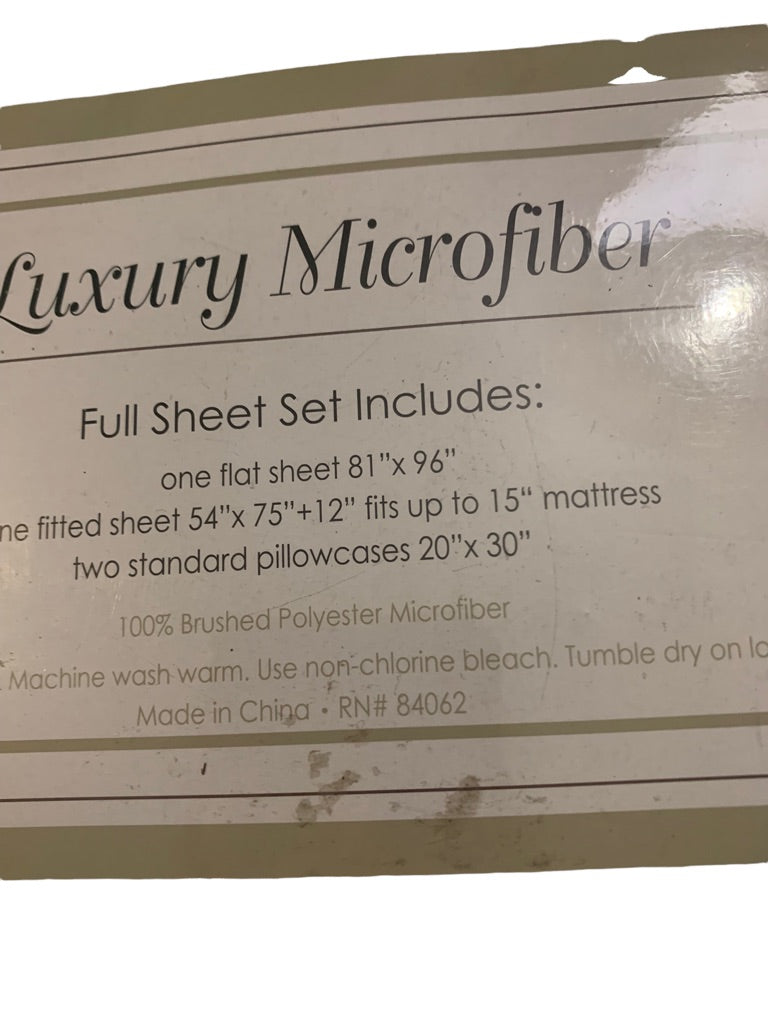 Luxury Microfiber
Full Sheet Set Includes:
one flat sheet 81”x 96”
ne fitted sheet 54”x 75”+12” fits up to 15“ mattress
two standard pillowcases 20”x 30”
100% Brushed Polyester Microfiber
Machine wash warm. Use non-chlorine bleach. Tumble dry on lo
Made in China • RN# 84062